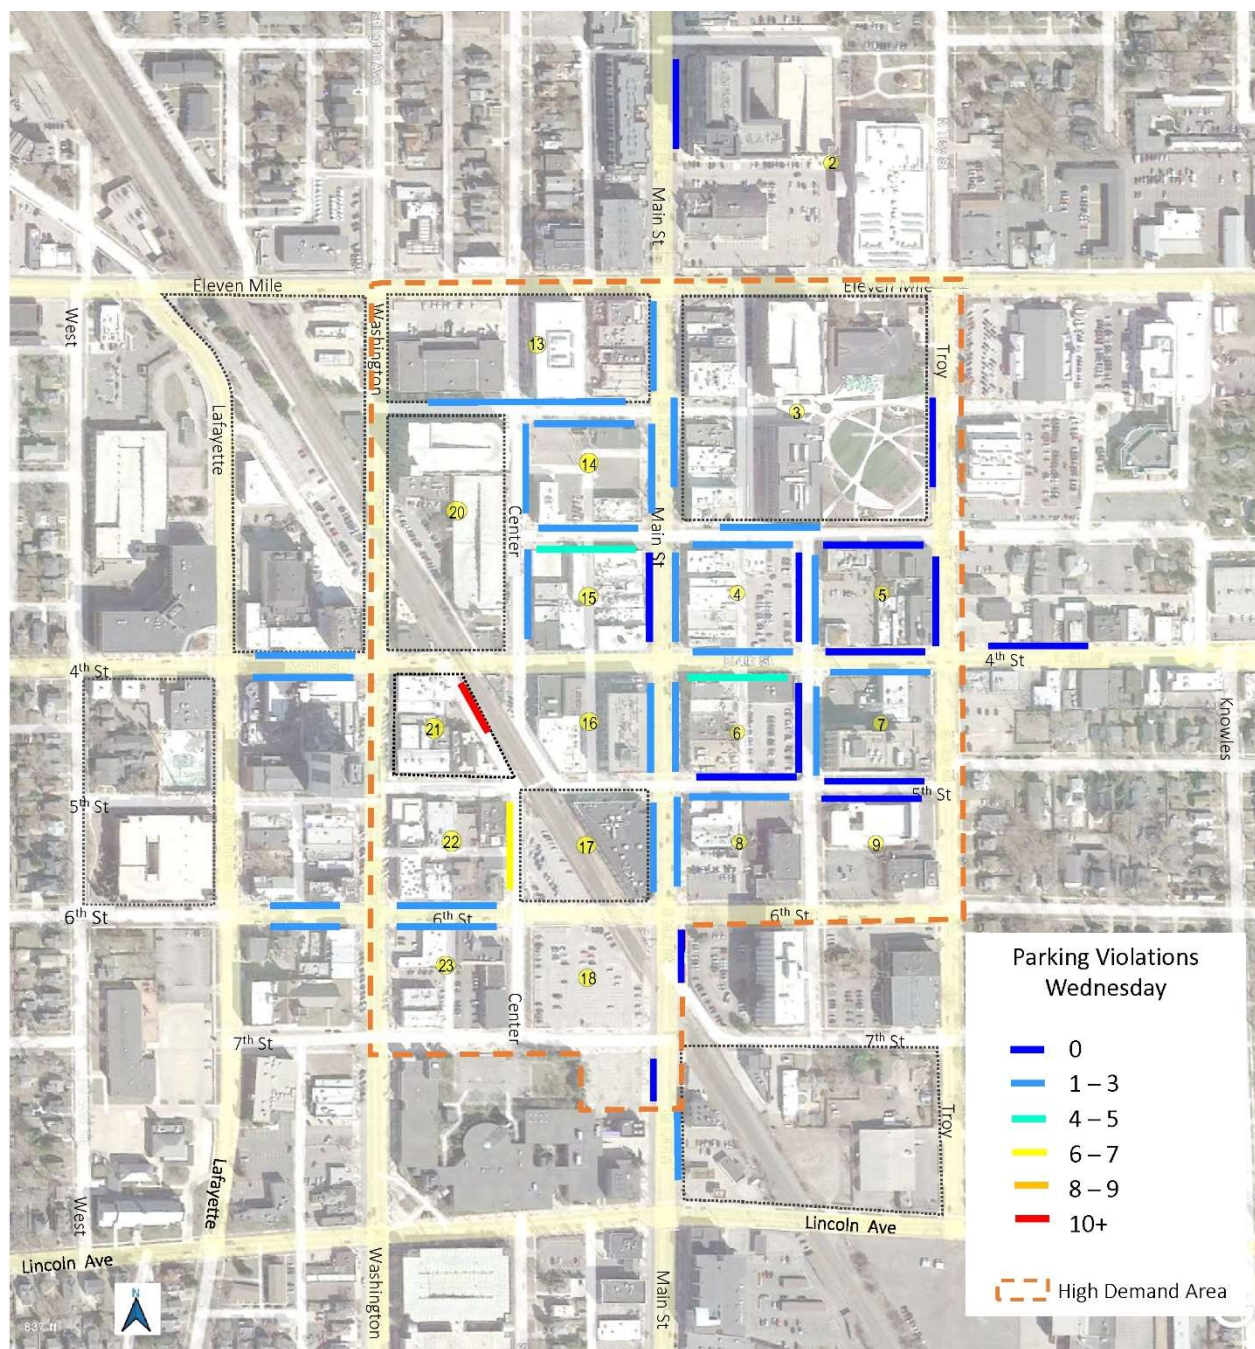 2
Main St
Eleven Mile
Eleven Mile
West
Washington
13
Troy
3
Lafayette
14
20
Center
Main St
15
4
5
4th St
4th St
Knowles
21
16
6
7
5th St
5th St
22
17
8
9
6th St
6th St
6th St
23
18
Center
7th St
7th St
Troy
West
Lafayette
Lincoln Ave
Lincoln Ave
Washington
Main St
N
837 ft
Parking Violations
Wednesday
0
1 – 3
4 – 5
6 – 7
8 – 9
10+
High Demand Area